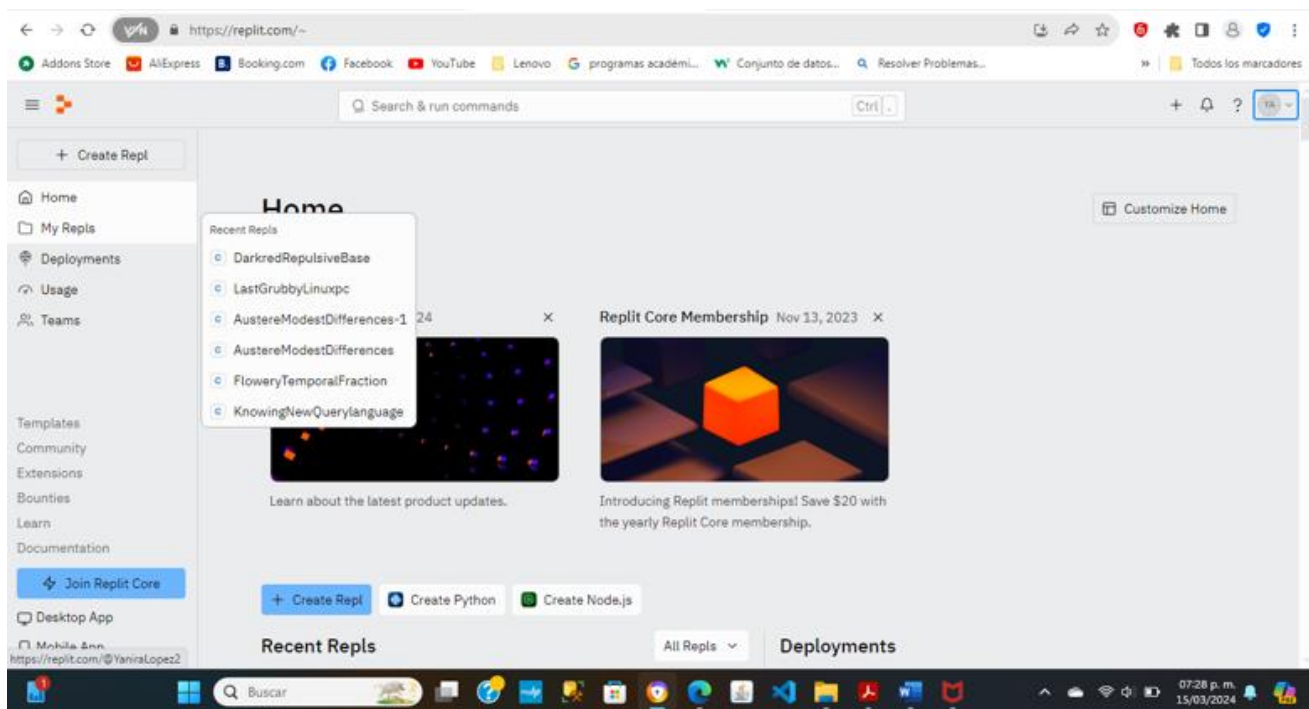 https://replit.com/~
Addons Store AliExpress Booking.com Facebook YouTube Lenovo programas académi... Conjunto de datos... Resolver Problemas... » Todos los marcadores
Search & run commands Ctrl . + ? YA
+ Create Repl
Home
My Repls
Deployments
Usage
Teams
Templates
Community
Extensions
Bounties
Learn
Documentation
Join Replit Core
Desktop App
Mobile App
https://replit.com/@YaniraLopez2
Recent Repls
DarkredRepulsiveBase
LastGrubbyLinuxpc
AustereModestDifferences-1
AustereModestDifferences
FloweryTemporalFraction
KnowingNewQuerylanguage
Home
Customize Home
24 ×
Learn about the latest product updates.
Replit Core Membership Nov 13, 2023 ×
Introducing Replit memberships! Save $20 with
the yearly Replit Core membership.
+ Create Repl Create Python Create Node.js
Recent Repls All Repls Deployments
Buscar
07:28 p. m.
15/03/2024